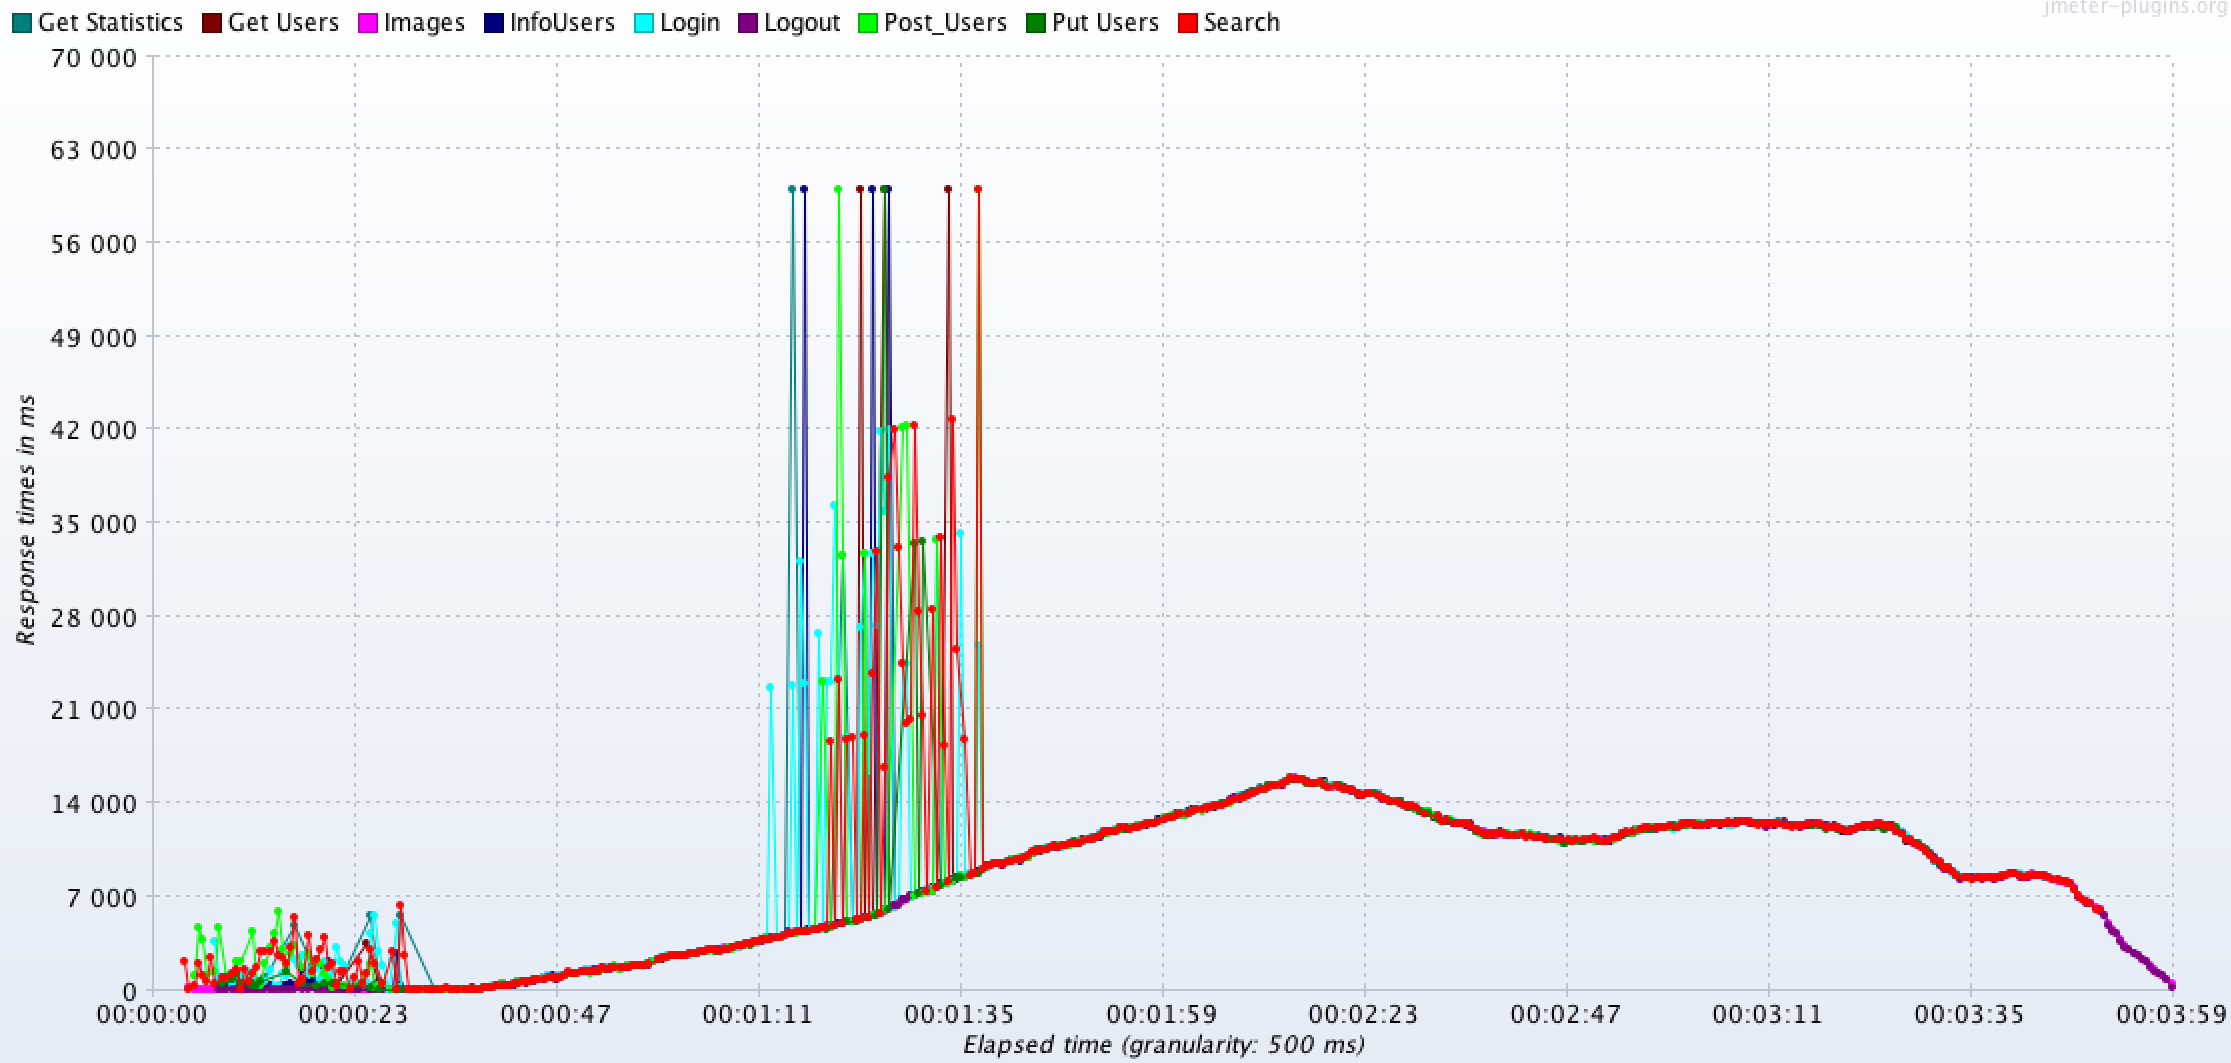 jmeter-plugins.org
Get Statistics Get Users Images InfoUsers Login Logout Post_Users Put Users Search
70 000
63 000
56 000
49 000
42 000
35 000
28 000
21 000
14 000
7 000
0
Response times in ms
00:00:00 00:00:23 00:00:47 00:01:11 00:01:35 00:01:59 00:02:23 00:02:47 00:03:11 00:03:35 00:03:59
Elapsed time (granularity: 500 ms)